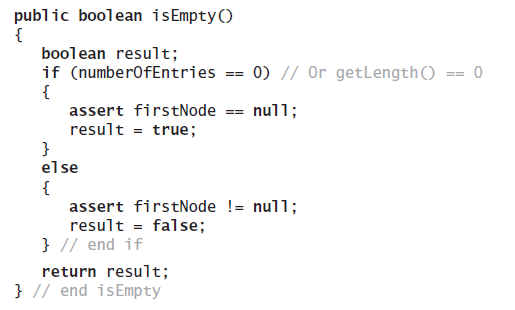 public boolean isEmpty()
{
   boolean result;
   if (numberOfEntries == 0) // Or getLength() == 0
   {
      assert firstNode == null;
      result = true;
   }
   else
   {
      assert firstNode != null;
      result = false;
   } // end if
   return result;
} // end isEmpty